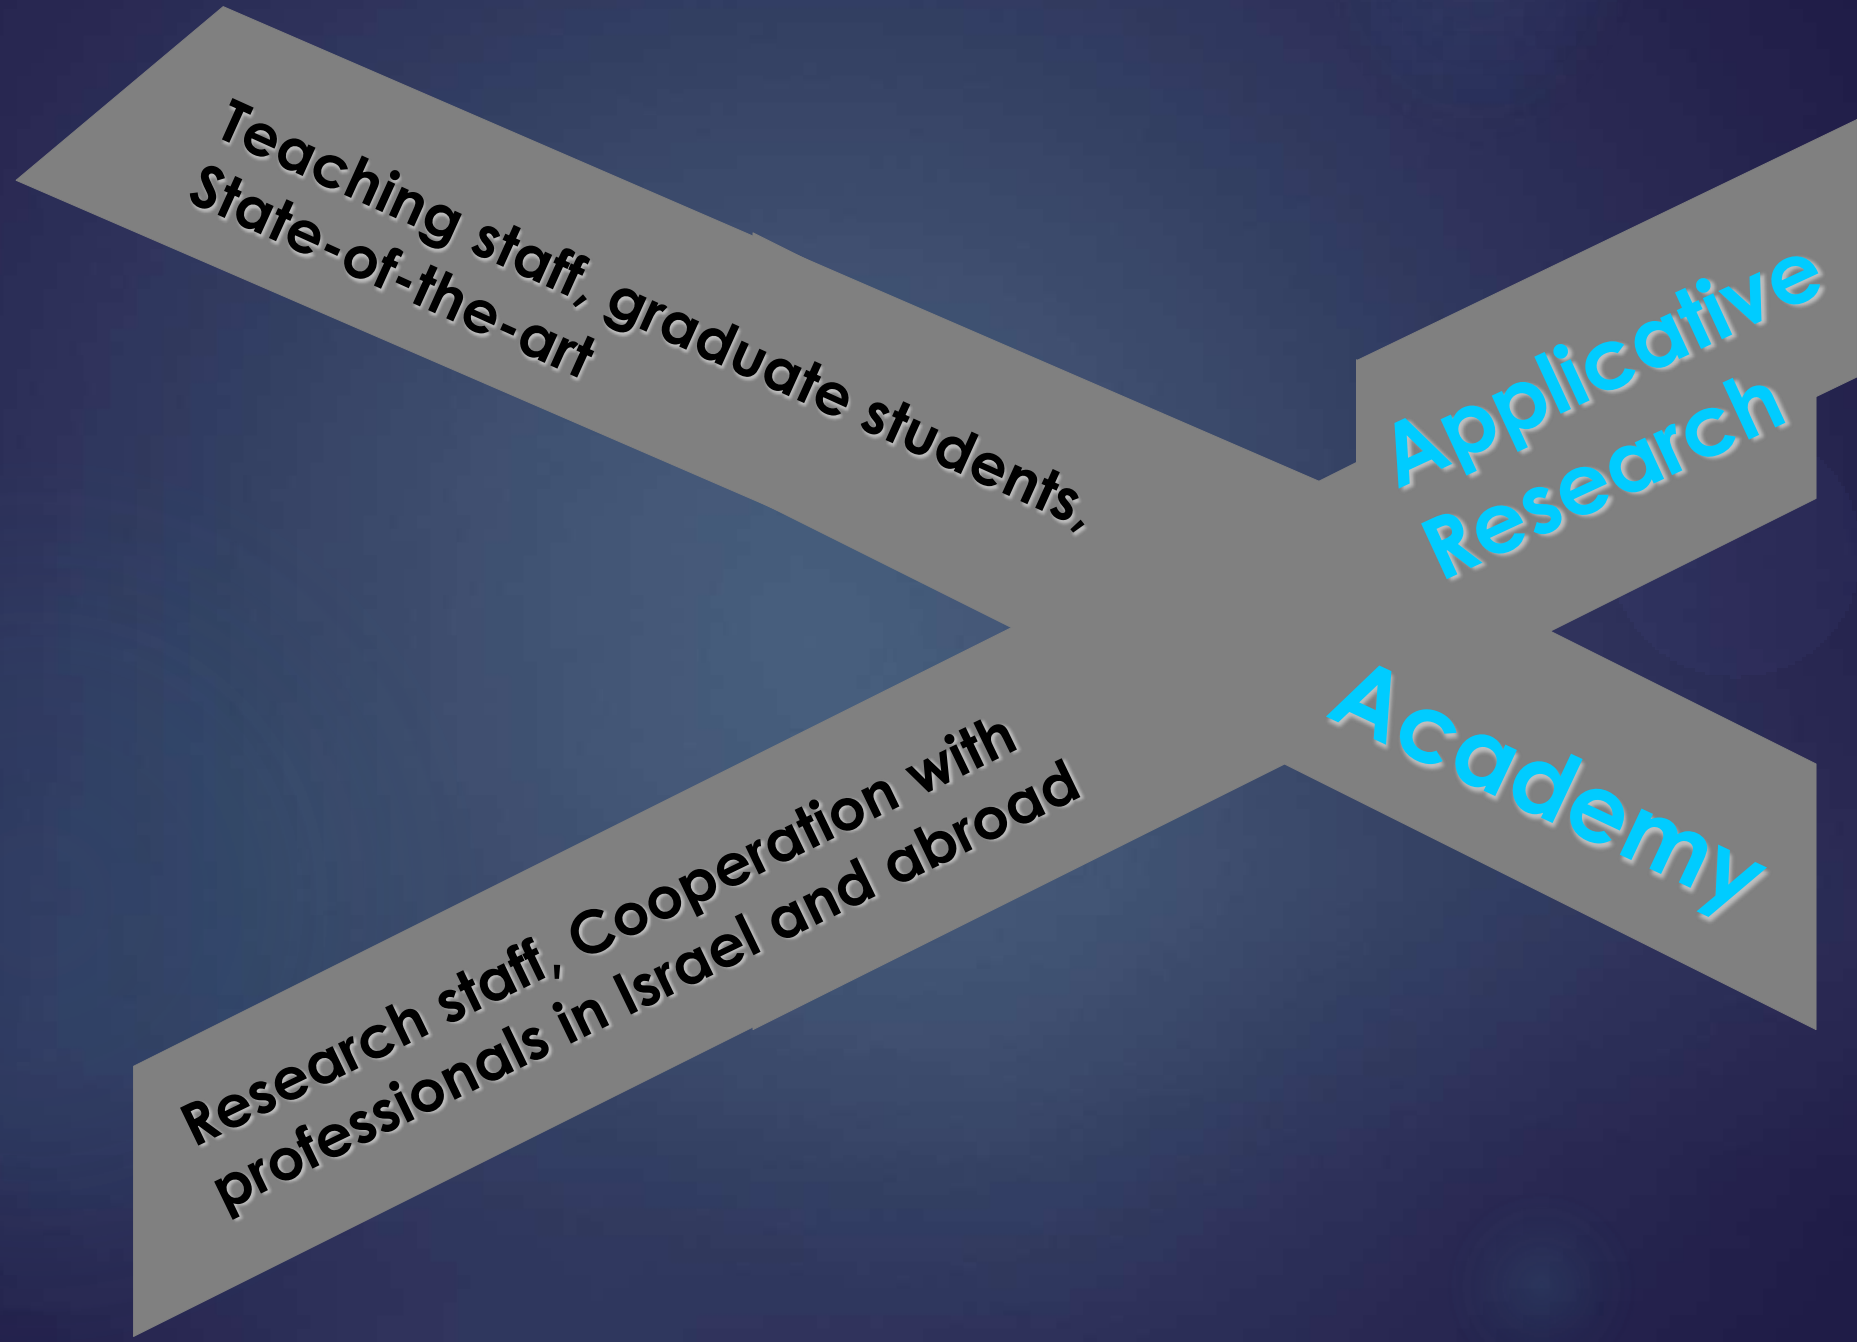 Teaching staff, graduate students,
State-of-the-art
Applicative
Research
Academy
Research staff, Cooperation with
professionals in Israel and abroad